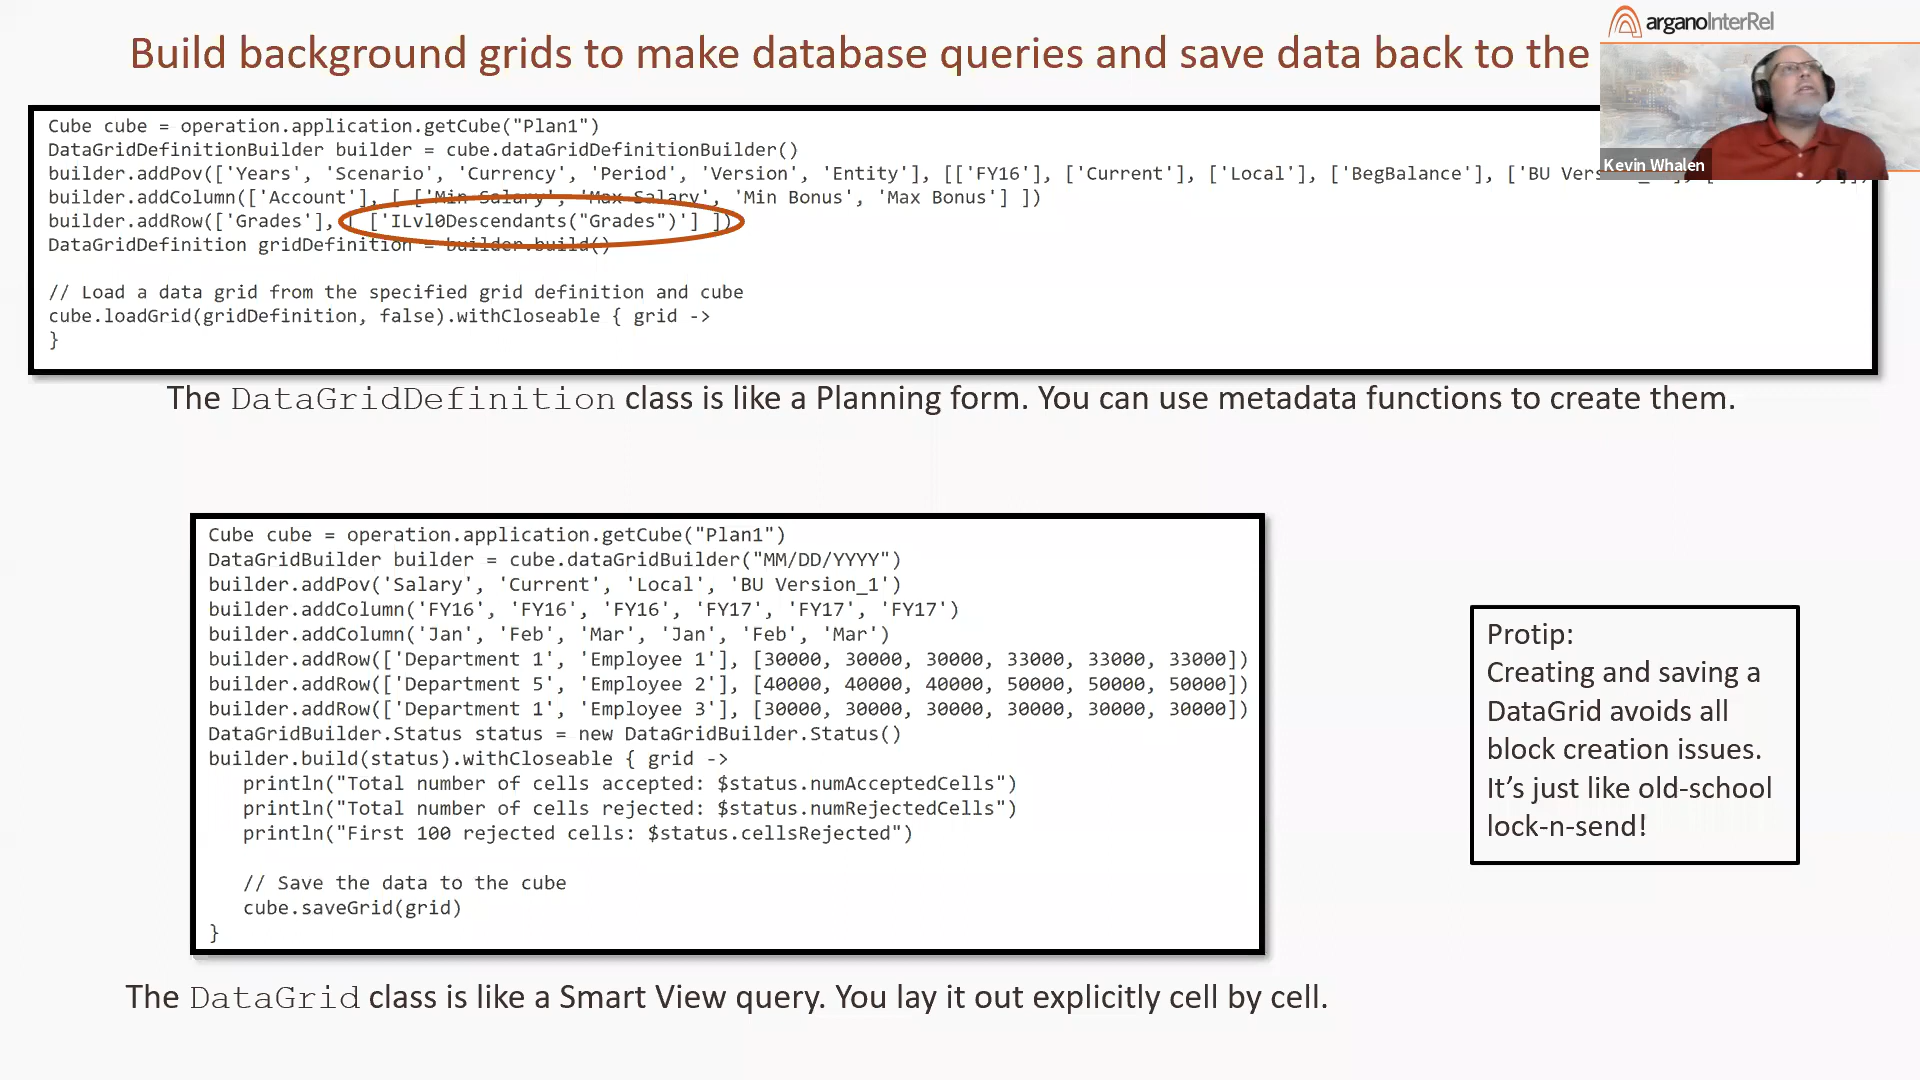 arganoInterRel
Build background grids to make database queries and save data back to the
Kevin Whalen
Cube cube = operation.application.getCube("Plan1")
DataGridDefinitionBuilder builder = cube.dataGridDefinitionBuilder()
builder.addPov(['Years', 'Scenario', 'Currency', 'Period', 'Version', 'Entity'], [['FY16'], ['Current'], ['Local'], ['BegBalance'], ['BU
builder.addColumn(['Account'], [ ['Min Salary', 'Max Salary', 'Min Bonus', 'Max Bonus'] ])
builder.addRow(['Grades'], [ ['ILvl0Descendants("Grades")'] ])
DataGridDefinition gridDefinition = builder.build()
// Load a data grid from the specified grid definition and cube
cube.loadGrid(gridDefinition, false).withCloseable { grid ->
}
The DataGridDefinition class is like a Planning form. You can use metadata functions to create them.
Cube cube = operation.application.getCube("Plan1")
DataGridBuilder builder = cube.dataGridBuilder("MM/DD/YYYY")
builder.addPov('Salary', 'Current', 'Local', 'BU Version_1')
builder.addColumn('FY16', 'FY16', 'FY16', 'FY17', 'FY17', 'FY17')
builder.addColumn('Jan', 'Feb', 'Mar', 'Jan', 'Feb', 'Mar')
builder.addRow(['Department 1', 'Employee 1'], [30000, 30000, 30000, 33000, 33000, 33000])
builder.addRow(['Department 5', 'Employee 2'], [40000, 40000, 40000, 50000, 50000, 50000])
builder.addRow(['Department 1', 'Employee 3'], [30000, 30000, 30000, 30000, 30000, 30000])
DataGridBuilder.Status status = new DataGridBuilder.Status()
builder.build(status).withCloseable { grid ->
println("Total number of cells accepted: $status.numAcceptedCells")
println("Total number of cells rejected: $status.numRejectedCells")
println("First 100 rejected cells: $status.cellsRejected")
// Save the data to the cube
cube.saveGrid(grid)
}
Protip:
Creating and saving a
DataGrid avoids all
block creation issues.
It's just like old-school
lock-n-send!
The DataGrid class is like a Smart View query. You lay it out explicitly cell by cell.